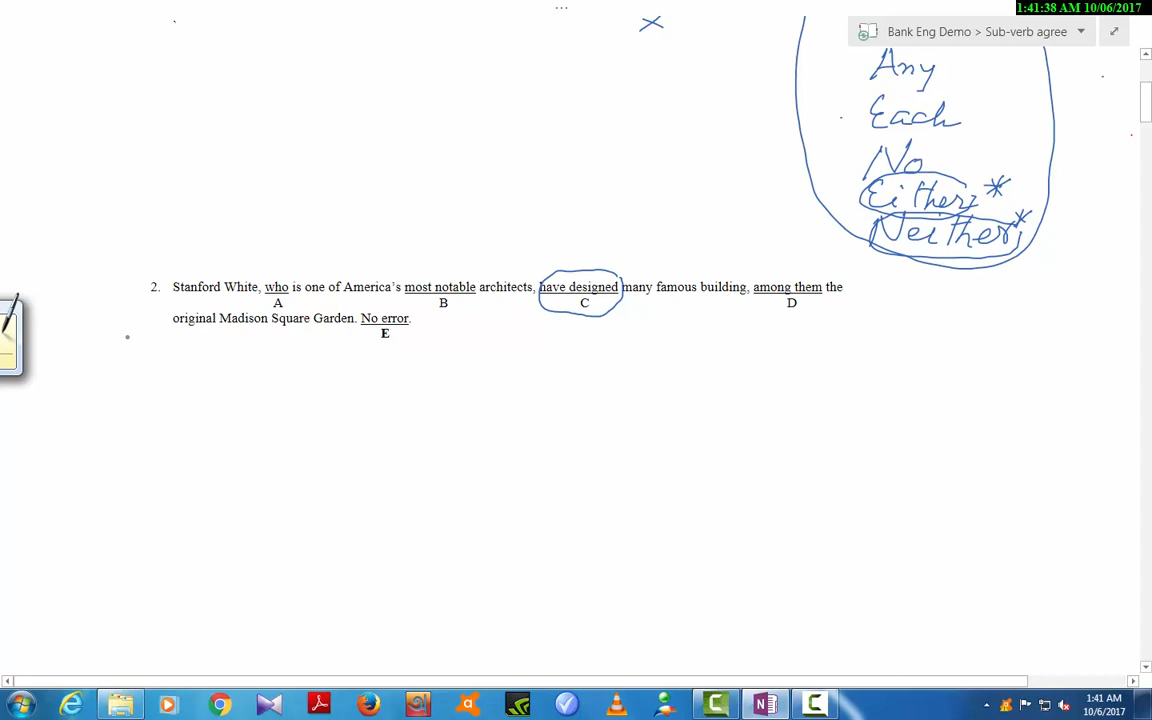 1:41:38 AM 10/06/2017
Bank Eng Demo > Sub-verb agree
Any
Each
No
Either *
Neither *
2. Stanford White, who is one of America's most notable architects, have designed many famous building, among them the
A B C D
original Madison Square Garden. No error.
E
1:41 AM
10/6/2017